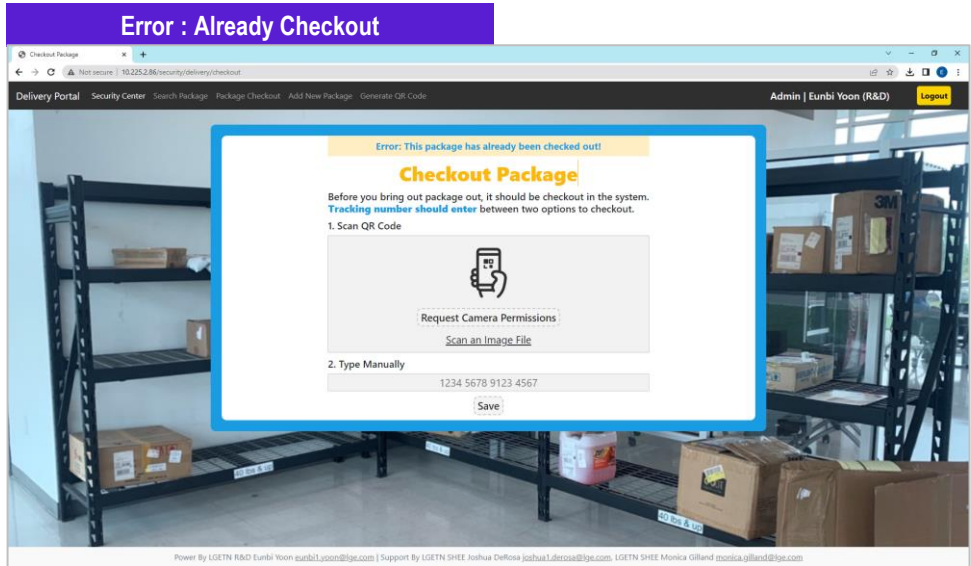 Error : Already Checkout
Checkout Package
Not secure | 10.225.2.86/security/delivery/checkout
Delivery Portal Security Center Search Package Package Checkout Add New Package Generate QR Code Admin | Eunbi Yoon (R&D) Logout
Error: This package has already been checked out!
Checkout Package
Before you bring out package out, it should be checkout in the system.
Tracking number should enter between two options to checkout.
1. Scan QR Code
Request Camera Permissions
Scan an Image File
2. Type Manually
1234 5678 9123 4567
Save
3M
40 lbs & up
40 lbs & up
Power By LGETN R&D Eunbi Yoon eunbi1.yoon@lge.com | Support By LGETN SHEE Joshua DeRosa joshua1.derosa@lge.com, LGETN SHEE Monica Gilland monica.gilland@lge.com